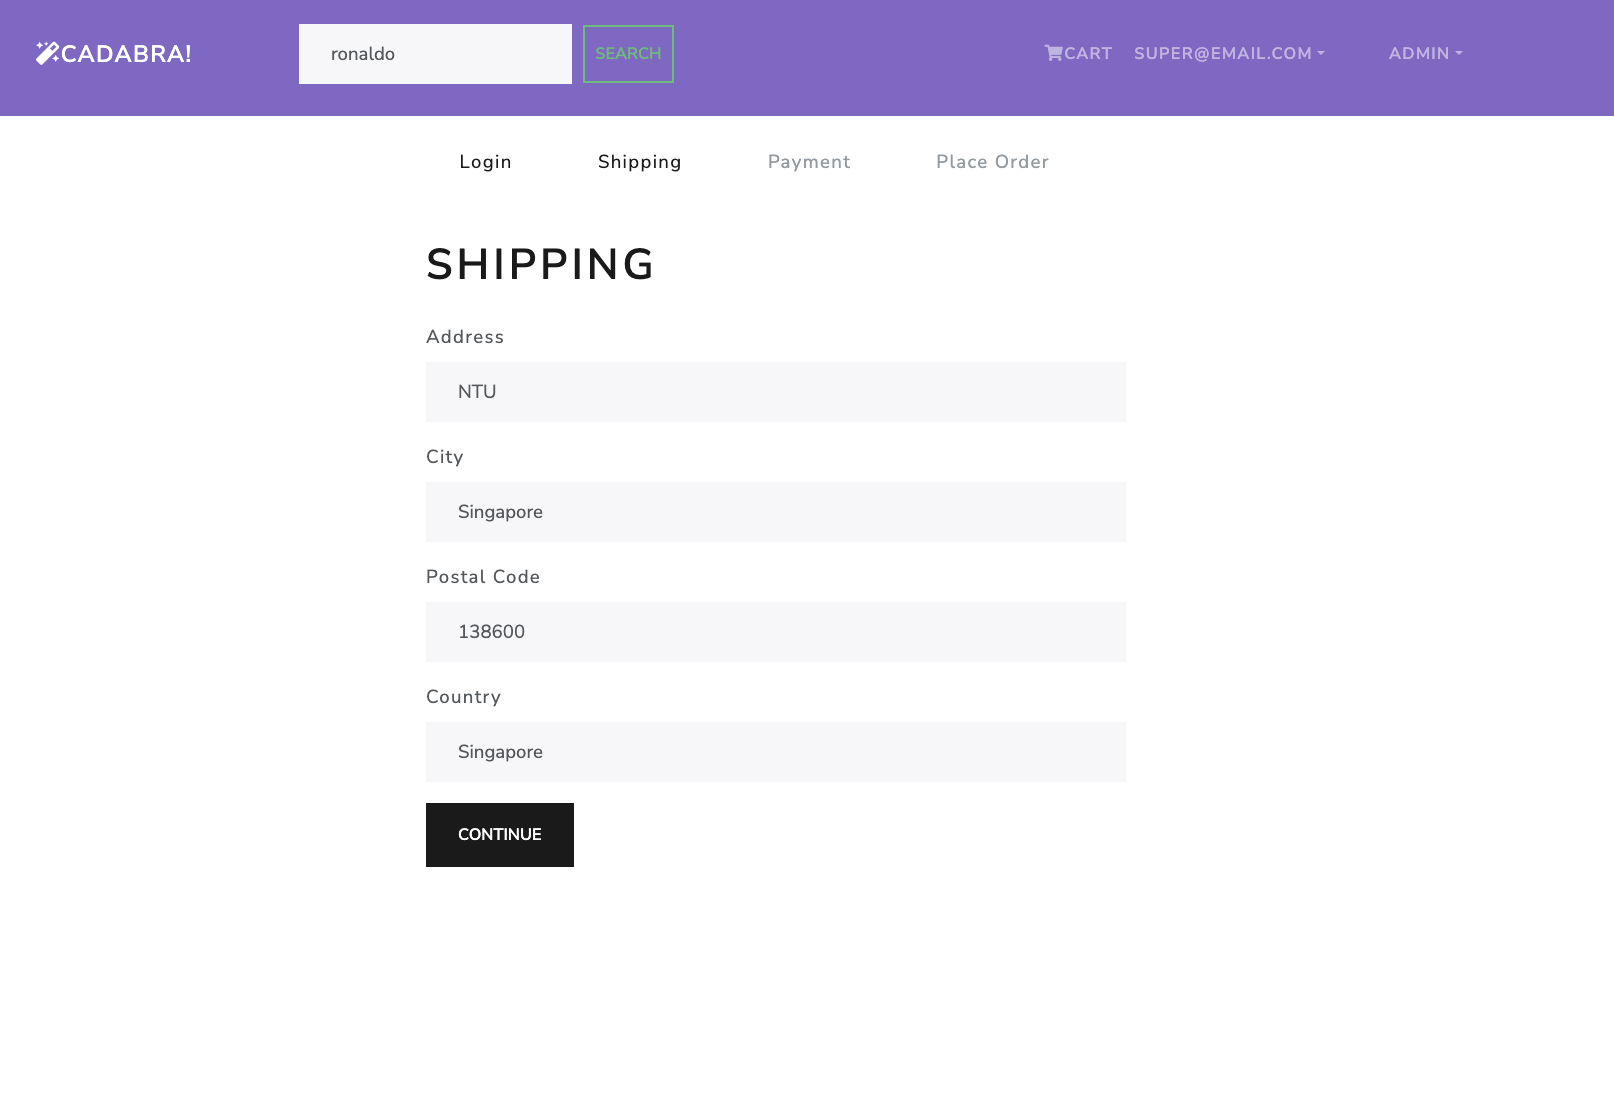 CADABRA!
ronaldo
SEARCH
CART
SUPER@EMAIL.COM
ADMIN
Login
Shipping
Payment
Place Order
SHIPPING
Address
NTU
City
Singapore
Postal Code
138600
Country
Singapore
CONTINUE